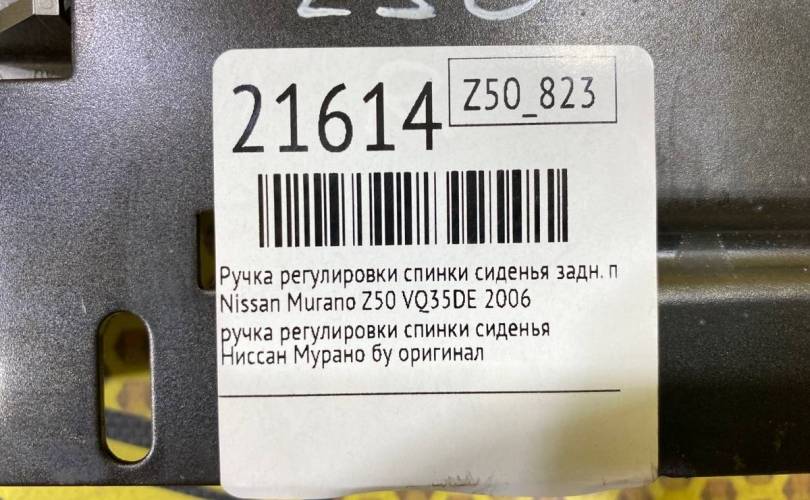 Z50
21614
Z50_823
Ручка регулировки спинки сиденья задн. п
Nissan Murano Z50 VQ35DE 2006
ручка регулировки спинки сиденья
Ниссан Мурано бу оригинал